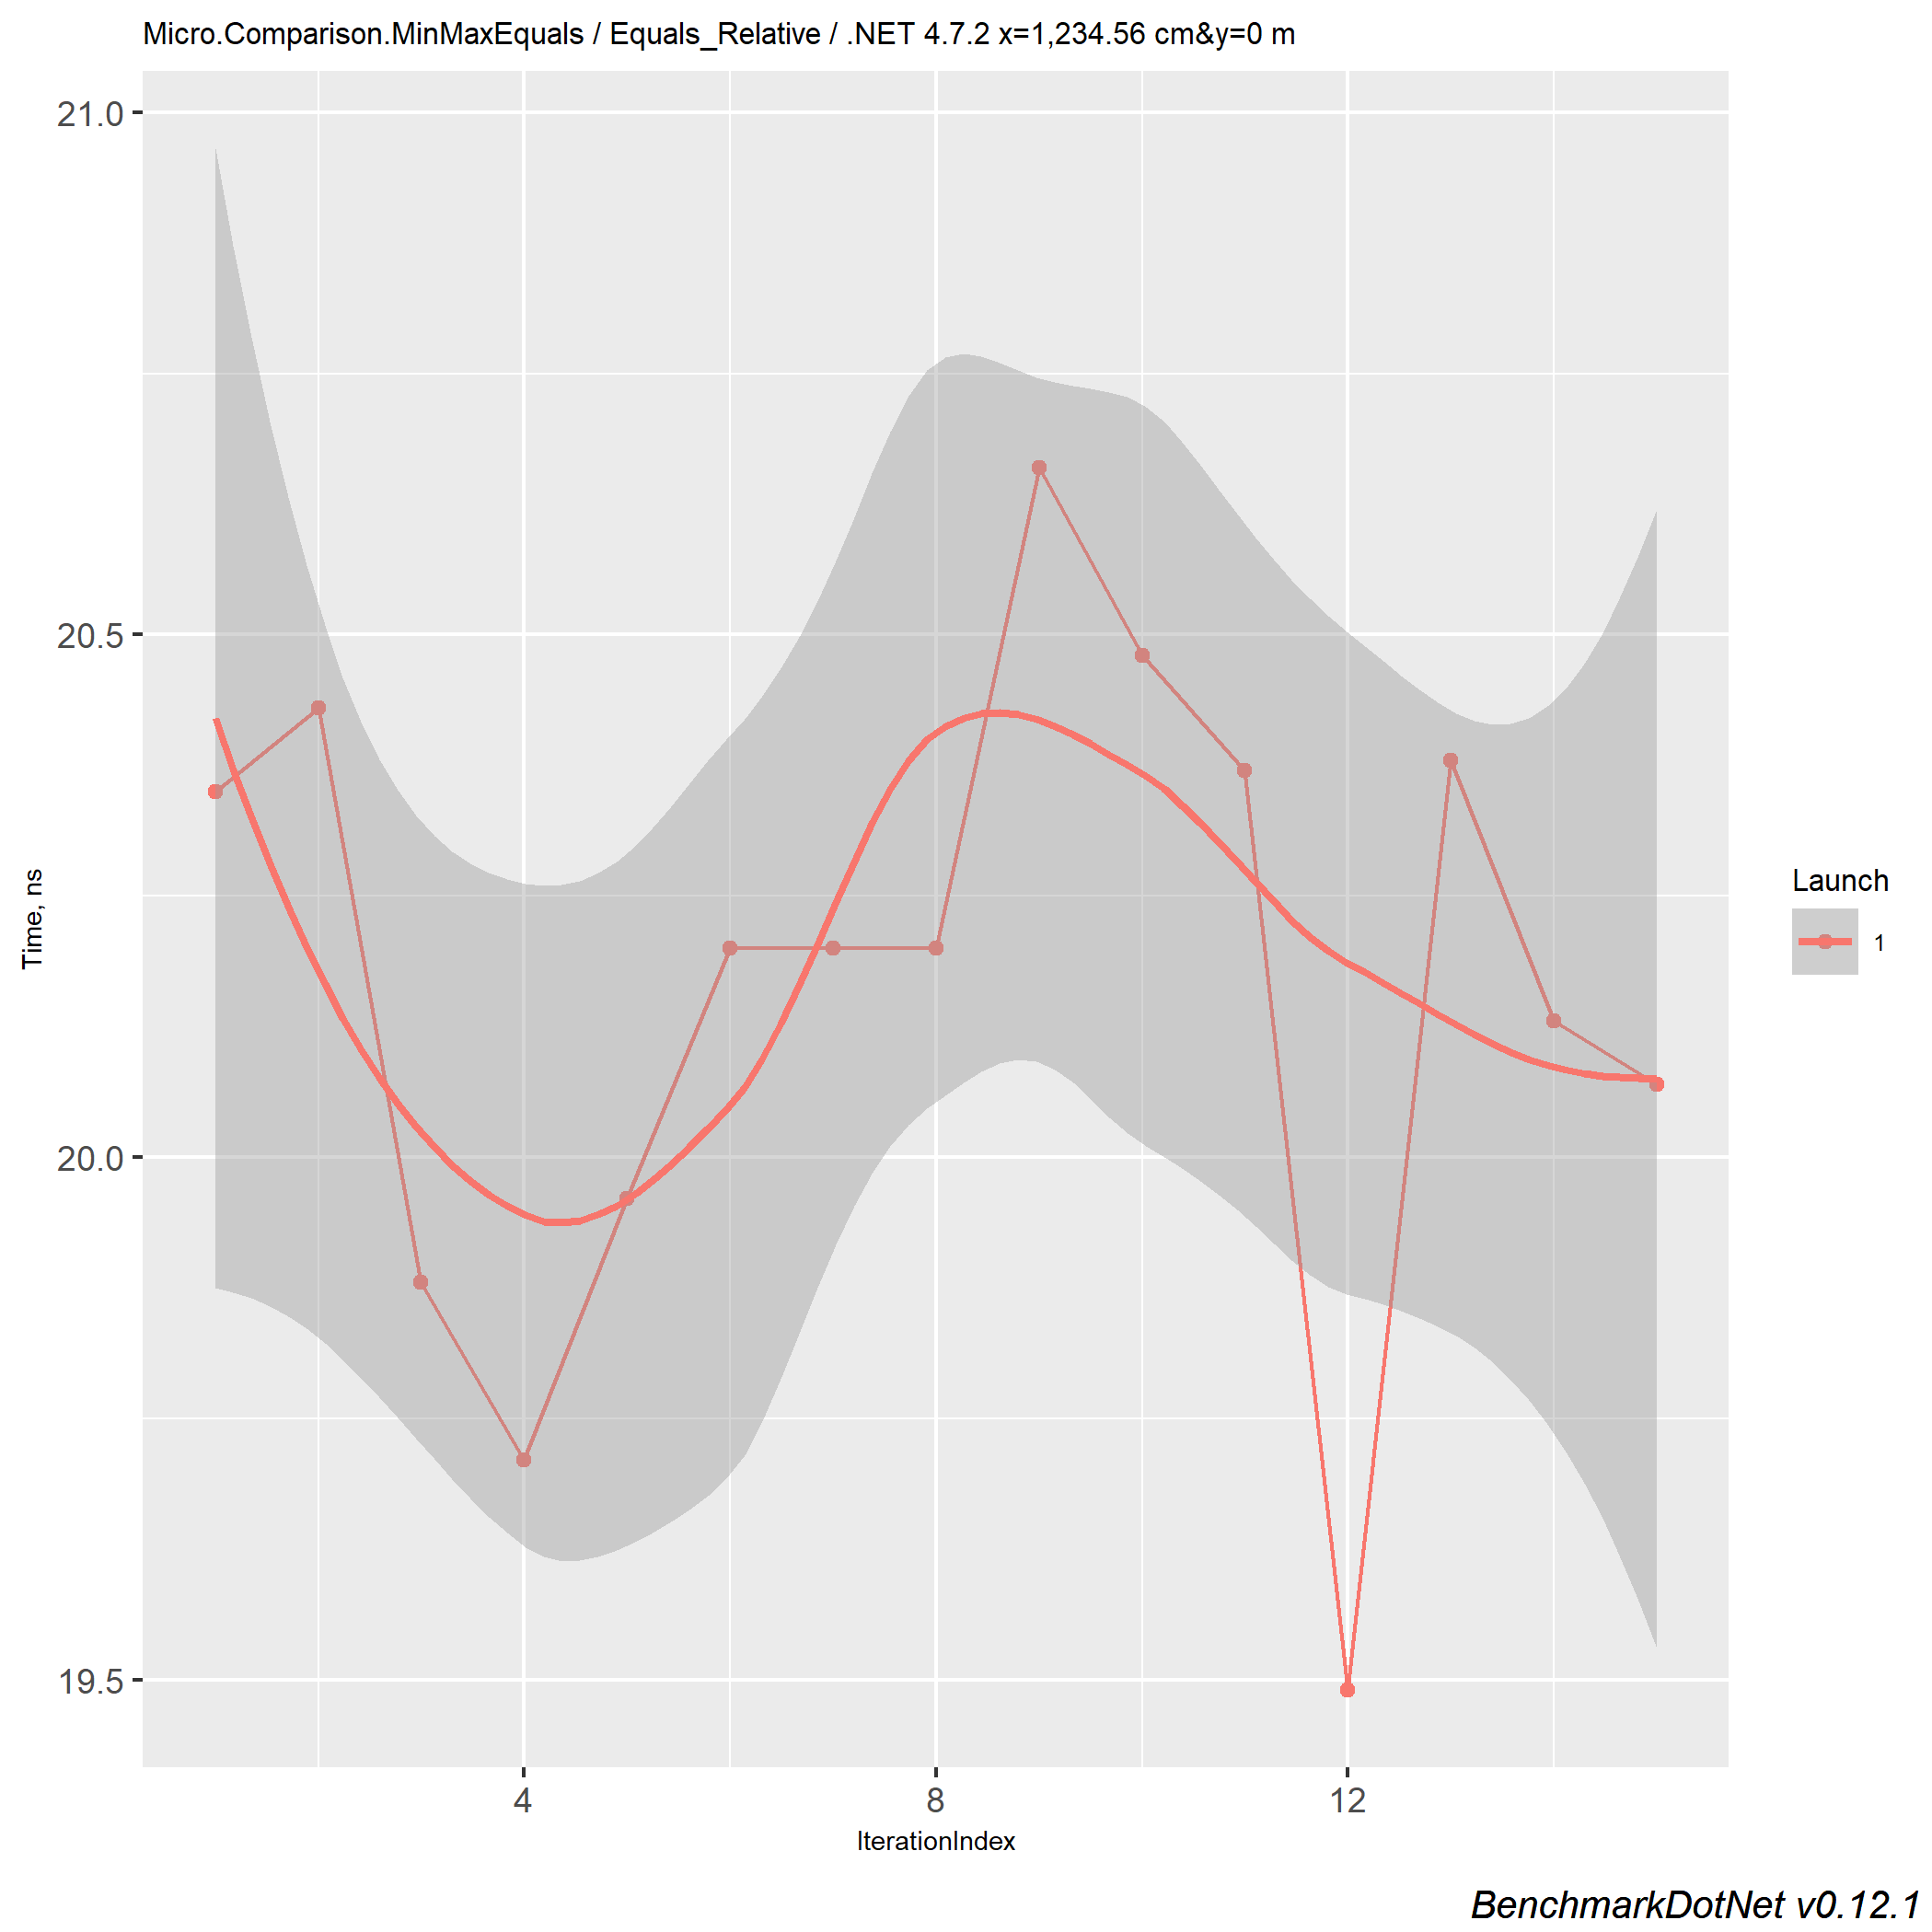 Micro.Comparison.MinMaxEquals / Equals_Relative / .NET 4.7.2 x=1,234.56 cm&y=0 m
21.0
20.5
20.0
19.5
Time, ns
4
8
12
IterationIndex
Launch
1
BenchmarkDotNet v0.12.1